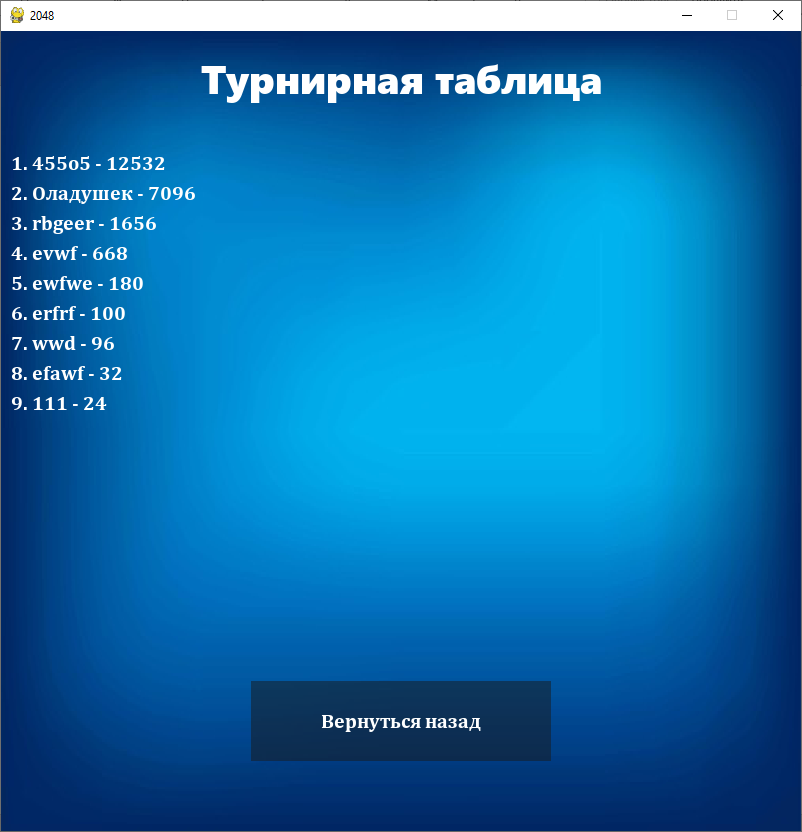 2048
Турнирная таблица
1. 455o5 - 12532
2. Оладушек - 7096
3. rbgeer - 1656
4. evwf - 668
5. ewfwe - 180
6. erfrf - 100
7. wwd - 96
8. efawf - 32
9. 111 - 24
Вернуться назад